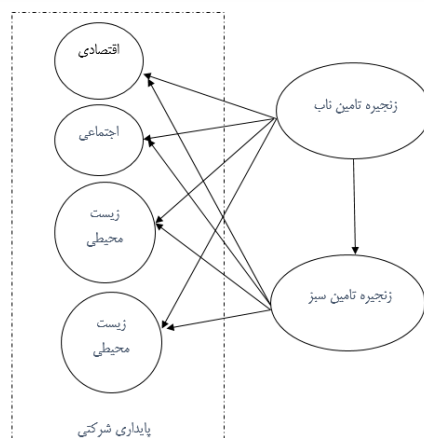 اقتصادی
زنجیره تامین ناب
اجتماعی
زیست
محیطی
زنجیره تامین سبز
زیست
محیطی
پایداری شرکتی